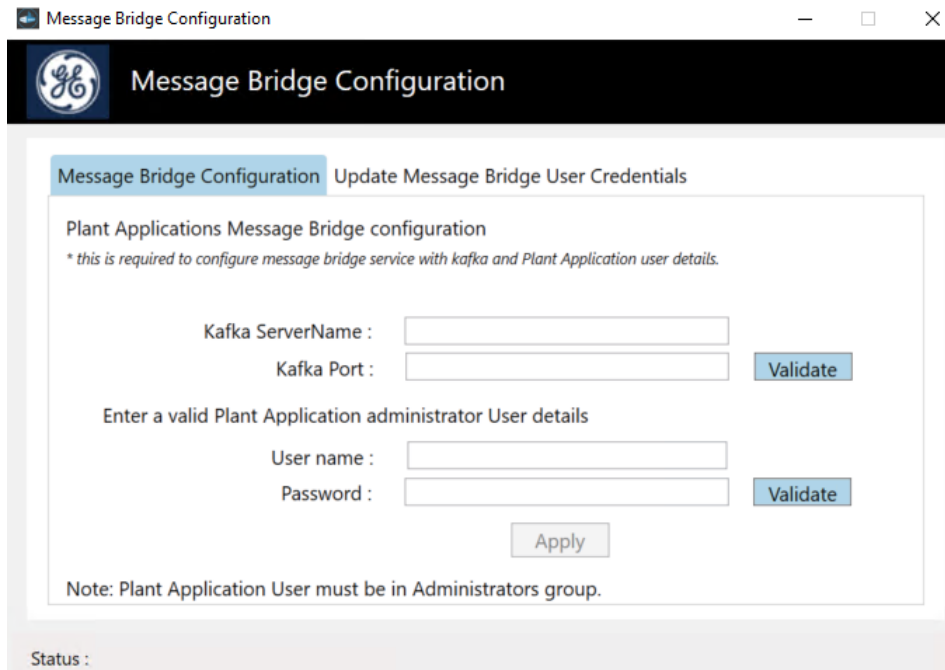 Message Bridge Configuration
Message Bridge Configuration
Message Bridge Configuration Update Message Bridge User Credentials
Plant Applications Message Bridge configuration
* this is required to configure message bridge service with kafka and Plant Application user details.
Kafka ServerName :
Kafka Port : Validate
Enter a valid Plant Application administrator User details
User name :
Password : Validate
Apply
Note: Plant Application User must be in Administrators group.
Status :